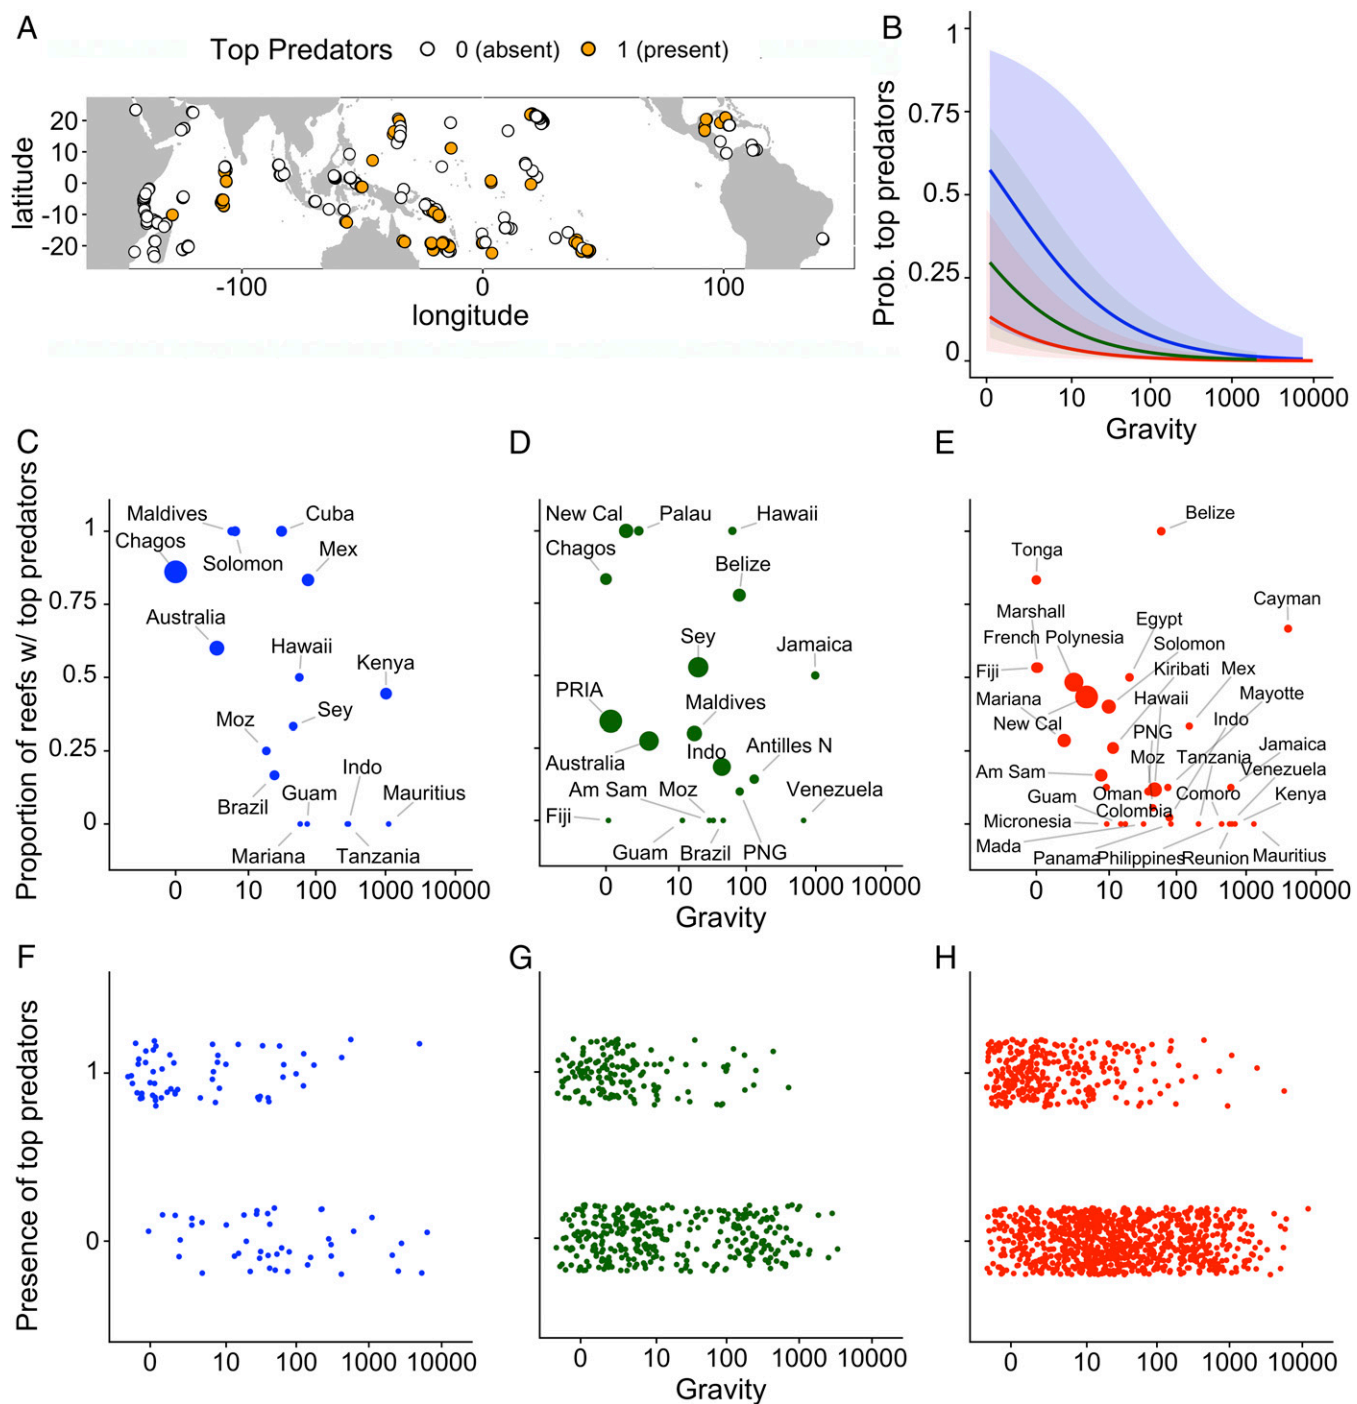 A
Top Predators 0 (absent) 1 (present)
latitude
20
10
0
-10
-20
-100 0 100
longitude
B
Prob. top predators
1
0.75
0.5
0.25
0
0 10 100 1000 10000
Gravity
C
Proportion of reefs w/ top predators
1
0.75
0.5
0.25
0
Maldives Cuba
Chagos Solomon Mex
Australia
Hawaii
Kenya
Moz Sey
Brazil Guam Indo Mauritius
Mariana Tanzania
0 10 100 1000 10000
D
New Cal Palau Hawaii
Chagos
Belize
Sey Jamaica
PRIA
Maldives
Australia Indo Antilles N
Am Sam Moz Venezuela
Fiji
Guam Brazil PNG
0 10 100 1000 10000
Gravity
E
Belize
Tonga
Cayman
Marshall Egypt
French Polynesia Solomon
Fiji Kiribati Mex
Mariana Hawaii Mayotte
New Cal PNG Indo
Moz Tanzania Jamaica
Am Sam Venezuela
Guam Oman Comoro Kenya
Colombia
Micronesia
Mada Panama Philippines Reunion Mauritius
0 10 100 1000 10000
F
Presence of top predators
1
0
0 10 100 1000 10000
G
0 10 100 1000 10000
Gravity
H
0 10 100 1000 10000